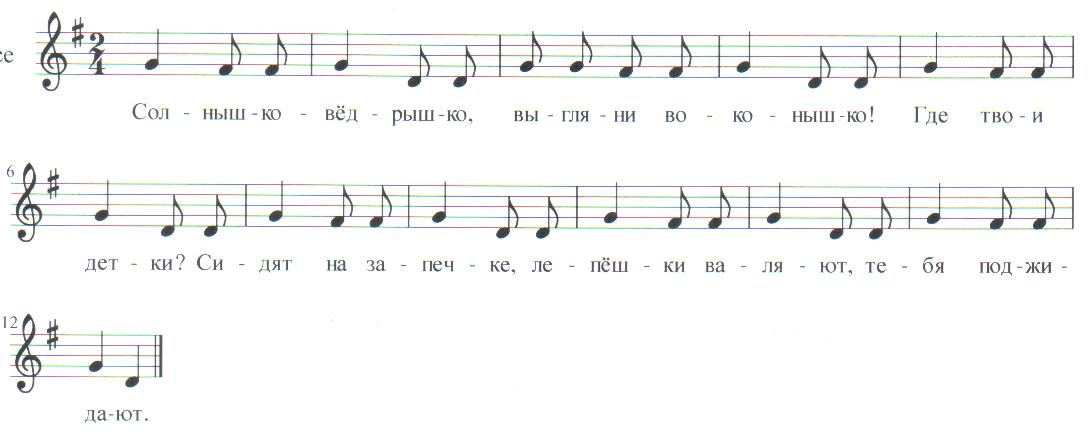 се
2 4
Сол - ныш - ко - вёд - рыш - ко, вы - гля - ни во - ко - ныш - ко! Где тво - и
6
дет - ки? Си - дят на за - печ - ке, ле - пёш - ки ва - ля - ют, те - бя под - жи -
12
да - ют.